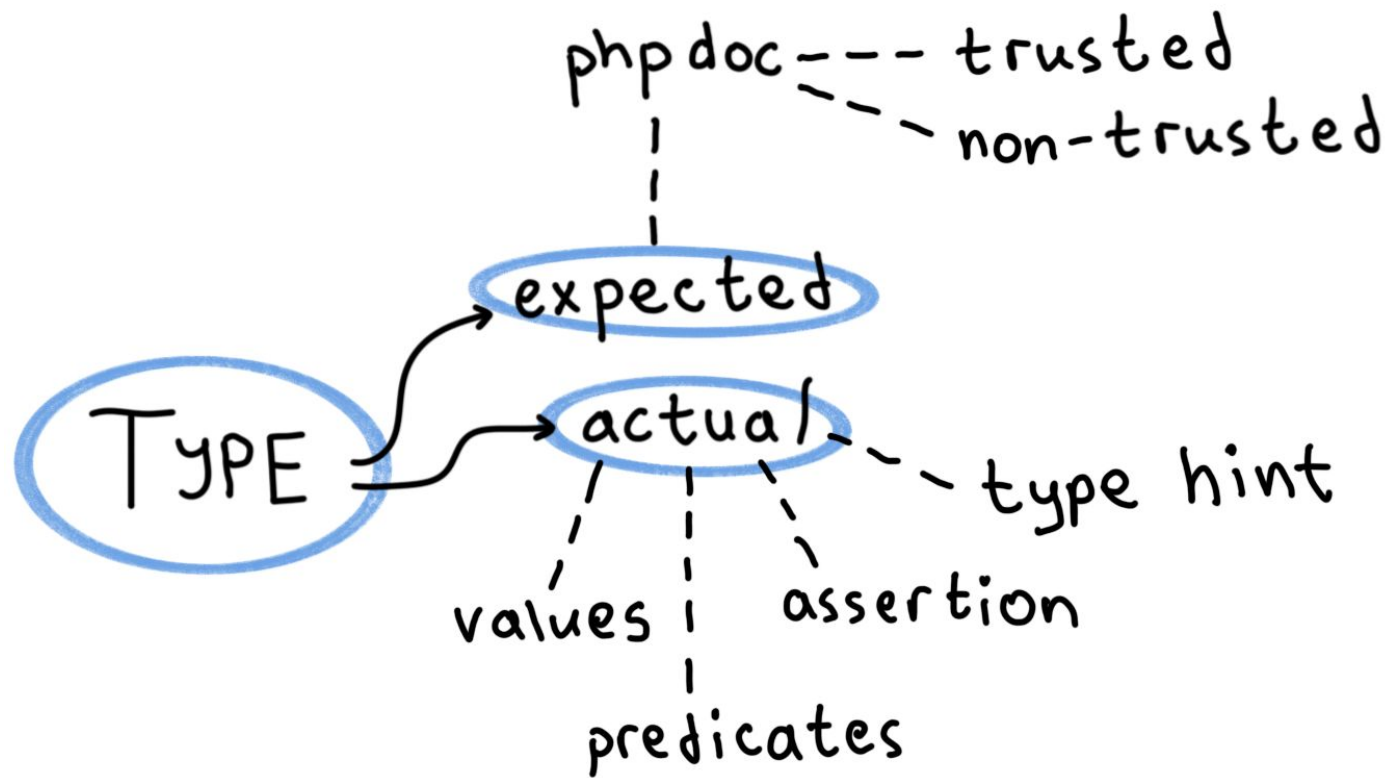 phpdoc --- trusted
non-trusted
expected
TYPE
actual
type hint
values
assertion
predicates